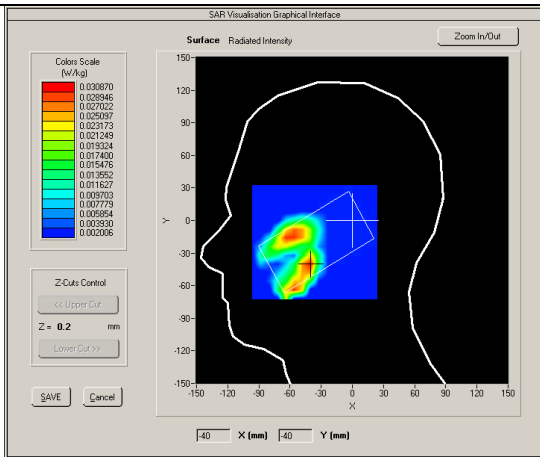 SAR Visualisation Graphical Interface
Surface Radiated Intensity
Zoom In/Out
Colors Scale
(W/kg)
0.030870
0.028946
0.027022
0.025097
0.023173
0.021249
0.019324
0.017400
0.015476
0.013552
0.011627
0.009703
0.007779
0.005854
0.003930
0.002006
Z-Cuts Control
<< Upper Cut
Z = 0.2 mm
Lower Cut >>
SAVE Cancel
150
120
90
60
30
0
-30
-60
-90
-120
-150
Y
-150 -120 -90 -60 -30 0 30 60 90 120 150
X
-40 X (mm) -40 Y (mm)